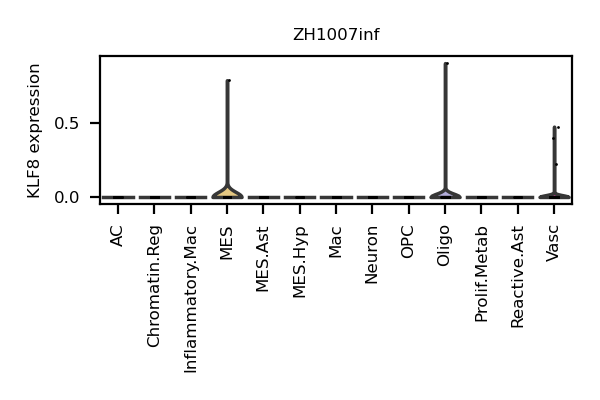 ZH1007inf
KLF8 expression
0.5
0.0
AC
Chromatin.Reg
Inflammatory.Mac
MES
MES.Ast
MES.Hyp
Mac
Neuron
OPC
Oligo
Prolif.Metab
Reactive.Ast
Vasc